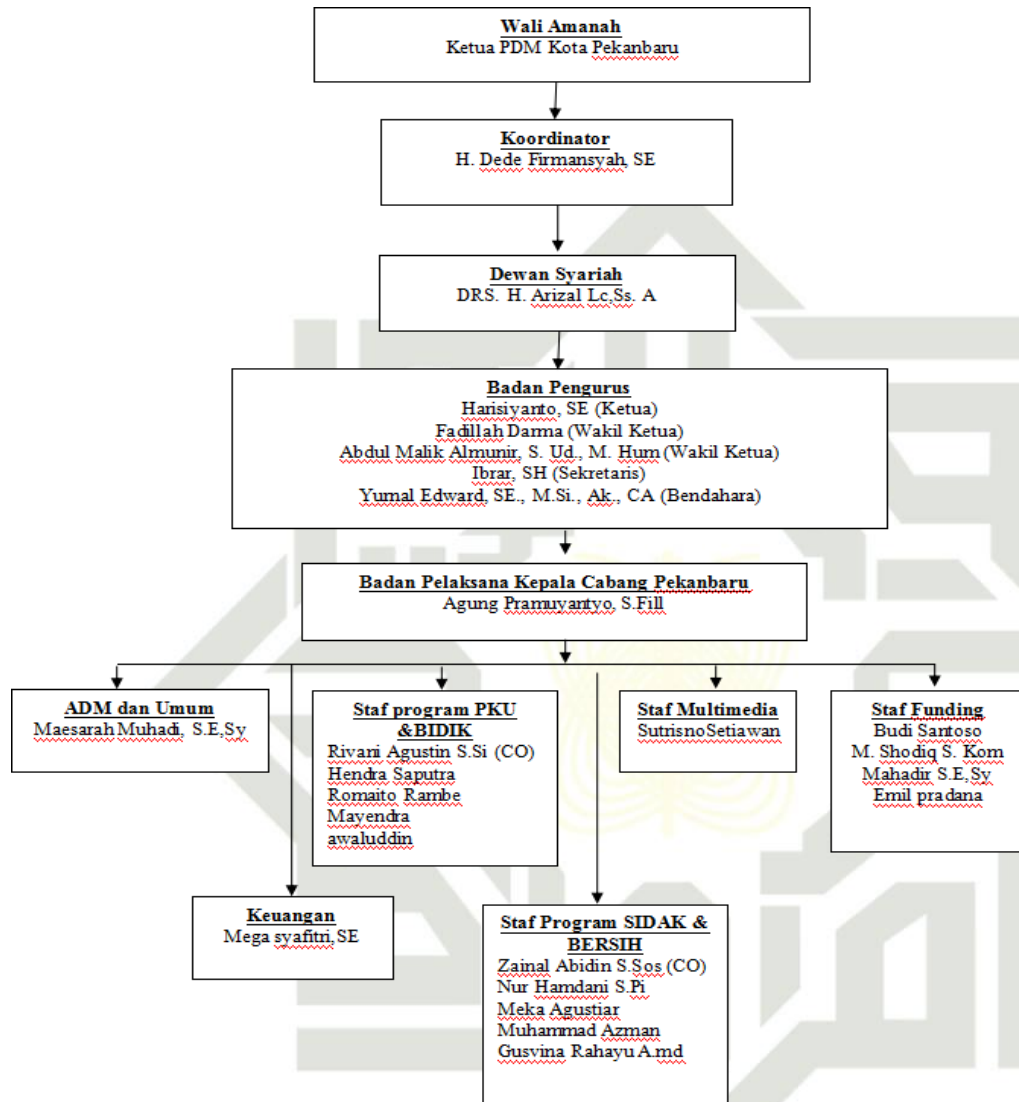 Wali Amanah
Ketua PDM Kota Pekanbaru
Koordinator
H. Dede Firmansyah, SE
Dewan Syariah
DRS. H. Arizal Lc,Ss. A
Badan Pengurus
Harisiyanto, SE (Ketua)
Fadillah Darma (Wakil Ketua)
Abdul Malik Almunir, S. Ud., M. Hum (Wakil Ketua)
Ibrar, SH (Sekretaris)
Yumal Edward, SE., M.Si., Ak., CA (Bendahara)
Badan Pelaksana Kepala Cabang Pekanbaru
Agung Pramuyantyo, S.Fill
ADM dan Umum
Maesarah Muhadi, S.E,Sy
Staf program PKU
&BIDIK
Rivani Agustin S.Si (CO)
Hendra Saputra
Romaito Rambe
Mayendra
awaluddin
Staf Multimedia
SutrisnoSetiawan
Staf Funding
Budi Santoso
M. Shodiq S. Kom
Mahadir S.E,Sy
Emil pradana
Keuangan
Mega syafitri,SE
Staf Program SIDAK &
BERSIH
Zainal Abidin S.Sos (CO)
Nur Hamdani S.Pi
Meka Agustiar
Muhammad Azman
Gusvina Rahayu A.md